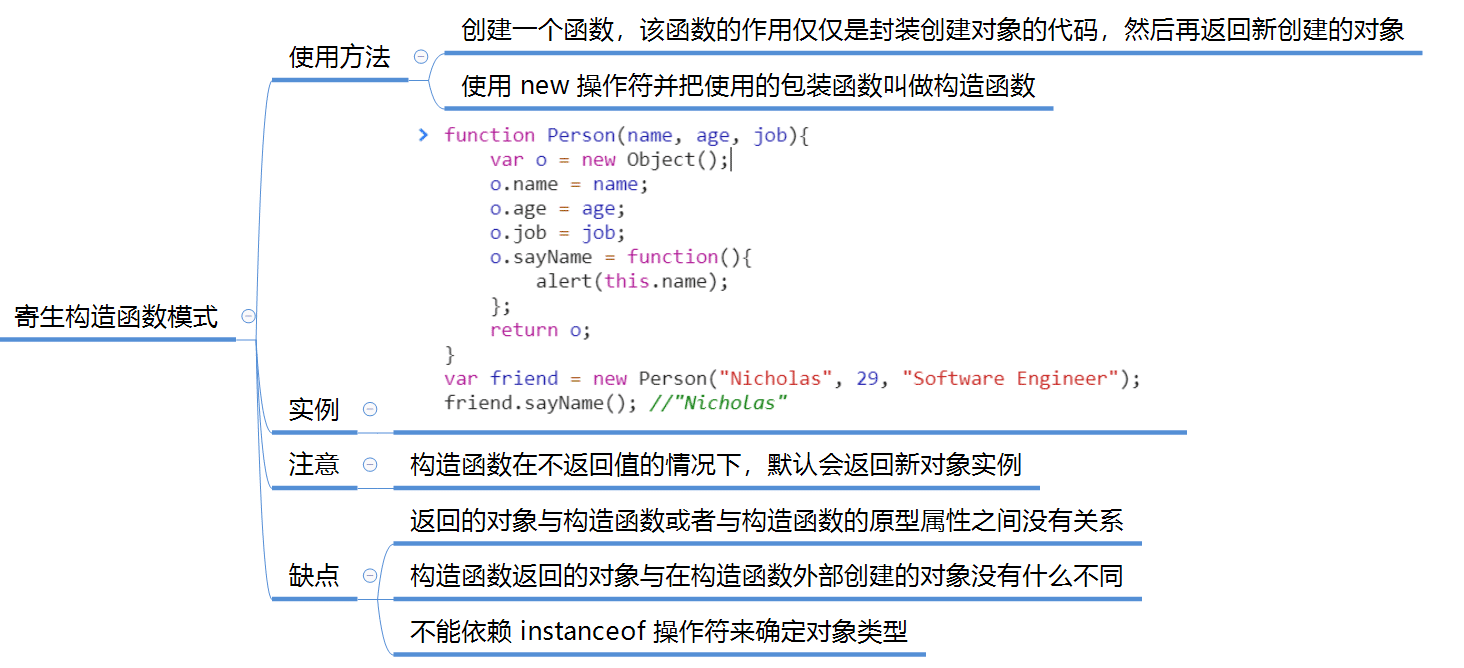 寄生构造函数模式
使用方法
创建一个函数，该函数的作用仅仅是封装创建对象的代码，然后再返回新创建的对象
使用 new 操作符并把使用的包装函数叫做构造函数
实例
function Person(name, age, job){
    var o = new Object();
    o.name = name;
    o.age = age;
    o.job = job;
    o.sayName = function(){
        alert(this.name);
    };
    return o;
}
var friend = new Person("Nicholas", 29, "Software Engineer");
friend.sayName(); //"Nicholas"
注意
构造函数在不返回值的情况下，默认会返回新对象实例
缺点
返回的对象与构造函数或者与构造函数的原型属性之间没有关系
构造函数返回的对象与在构造函数外部创建的对象没有什么不同
不能依赖 instanceof 操作符来确定对象类型